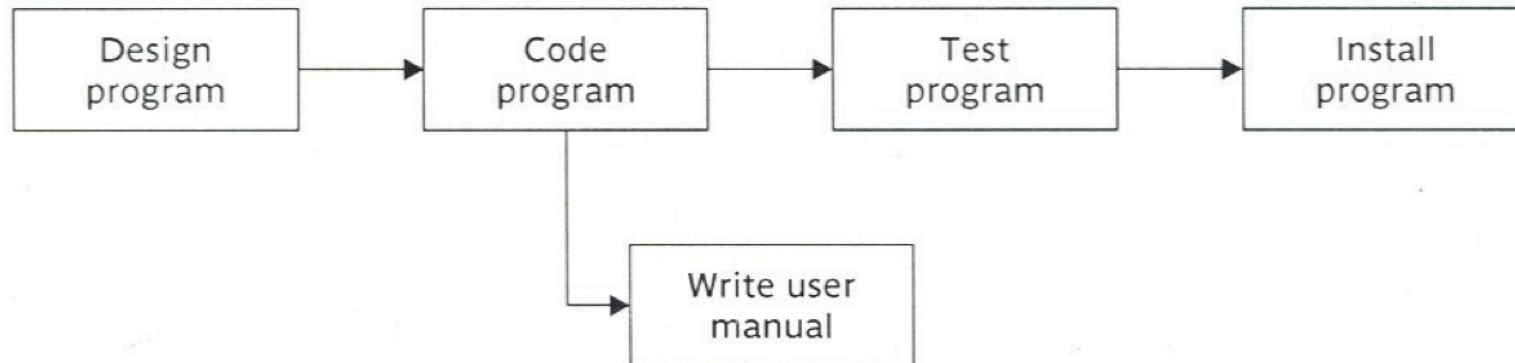 Design
program
Code
program
Test
program
Install
program
Write user
manual